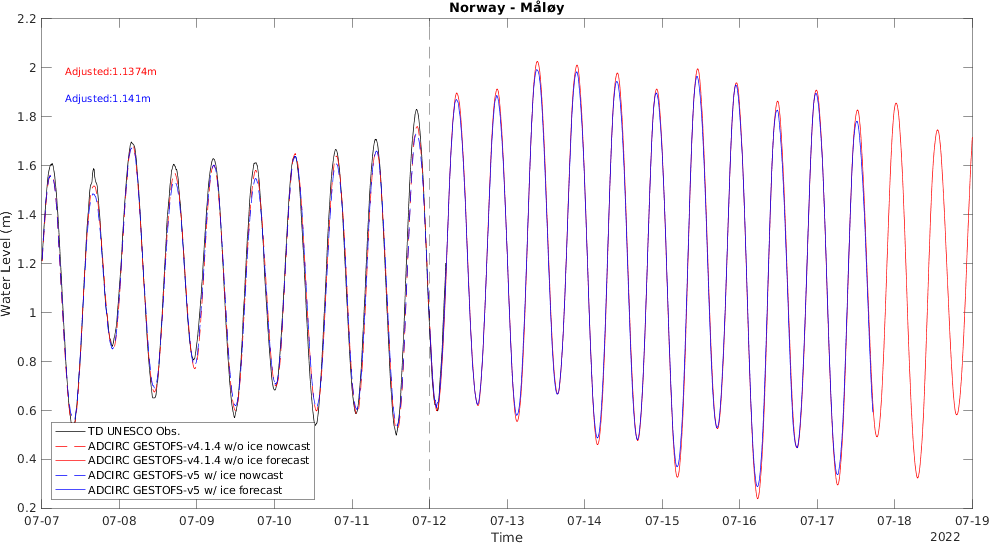 Norway - Måløy
2.2
2
1.8
1.6
1.4
1.2
1
0.8
0.6
0.4
0.2
Water Level (m)
Adjusted:1.1374m
Adjusted:1.141m
TD UNESCO Obs.
ADCIRC GESTOFS-v4.1.4 w/o ice nowcast
ADCIRC GESTOFS-v4.1.4 w/o ice forecast
ADCIRC GESTOFS-v5 w/ ice nowcast
ADCIRC GESTOFS-v5 w/ ice forecast
07-07 07-08 07-09 07-10 07-11 07-12 07-13 07-14 07-15 07-16 07-17 07-18 07-19
Time
2022